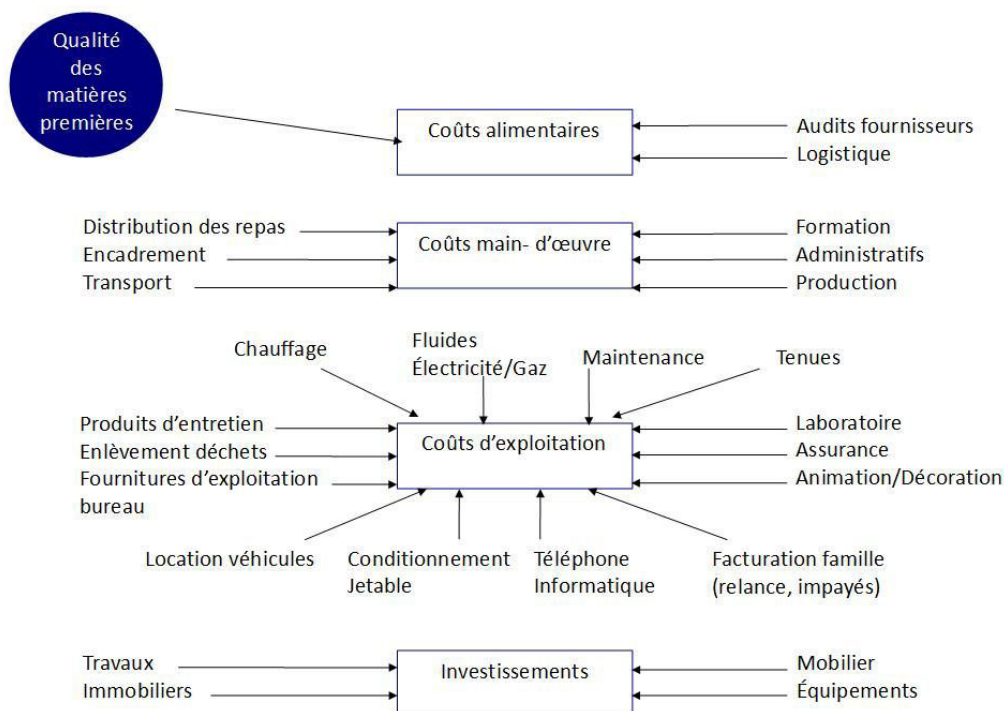 Qualité
des
matières
premières
Coûts alimentaires
Audits fournisseurs
Logistique
Distribution des repas
Encadrement
Transport
Coûts main- d’œuvre
Formation
Administratifs
Production
Chauffage
Fluides
Électricité/Gaz
Maintenance
Tenues
Produits d’entretien
Enlèvement déchets
Fournitures d’exploitation
bureau
Coûts d’exploitation
Laboratoire
Assurance
Animation/Décoration
Location véhicules
Conditionnement
Jetable
Téléphone
Informatique
Facturation famille
(relance, impayés)
Travaux
Immobiliers
Investissements
Mobilier
Équipements